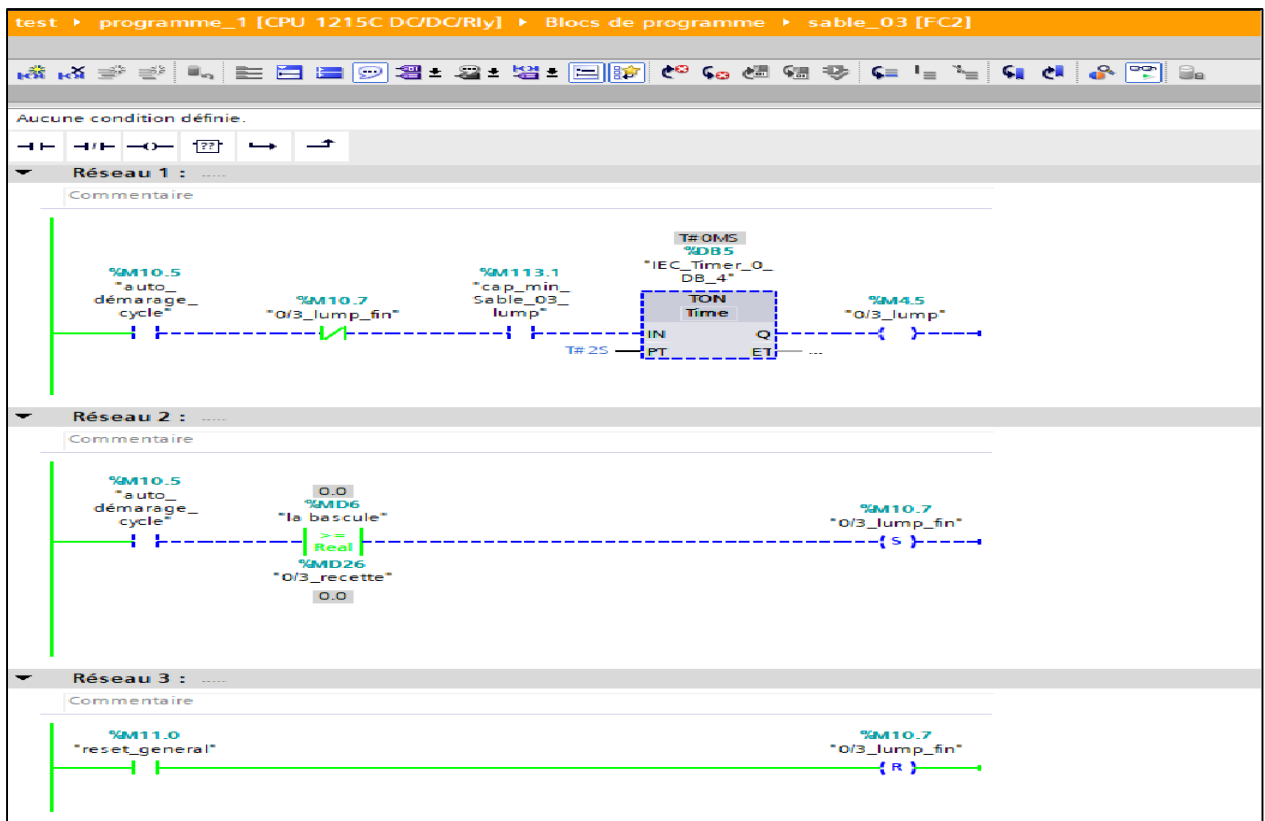 test ▸ programme_1 [CPU 1215C DC/DC/Rly] ▸ Blocs de programme ▸ sable_03 [FC2]
Aucune condition définie.
??
Réseau 1 : .....
Commentaire
T#0MS
%DB5
"IEC_Timer_0_
DB_4"
%M10.5
"auto_
démarage_
cycle"
%M10.7
"0/3_lump_fin"
%M113.1
"cap_min_
Sable_03_
lump"
TON
Time
%M4.5
"0/3_lump"
IN Q
T#2S PT ET ...
Réseau 2 : .....
Commentaire
%M10.5
"auto_
démarage_
cycle"
0.0
%MD6
"la bascule"
>=
Real
%MD26
"0/3_recette"
0.0
%M10.7
"0/3_lump_fin"
S
Réseau 3 : .....
Commentaire
%M11.0
"reset_general"
%M10.7
"0/3_lump_fin"
R